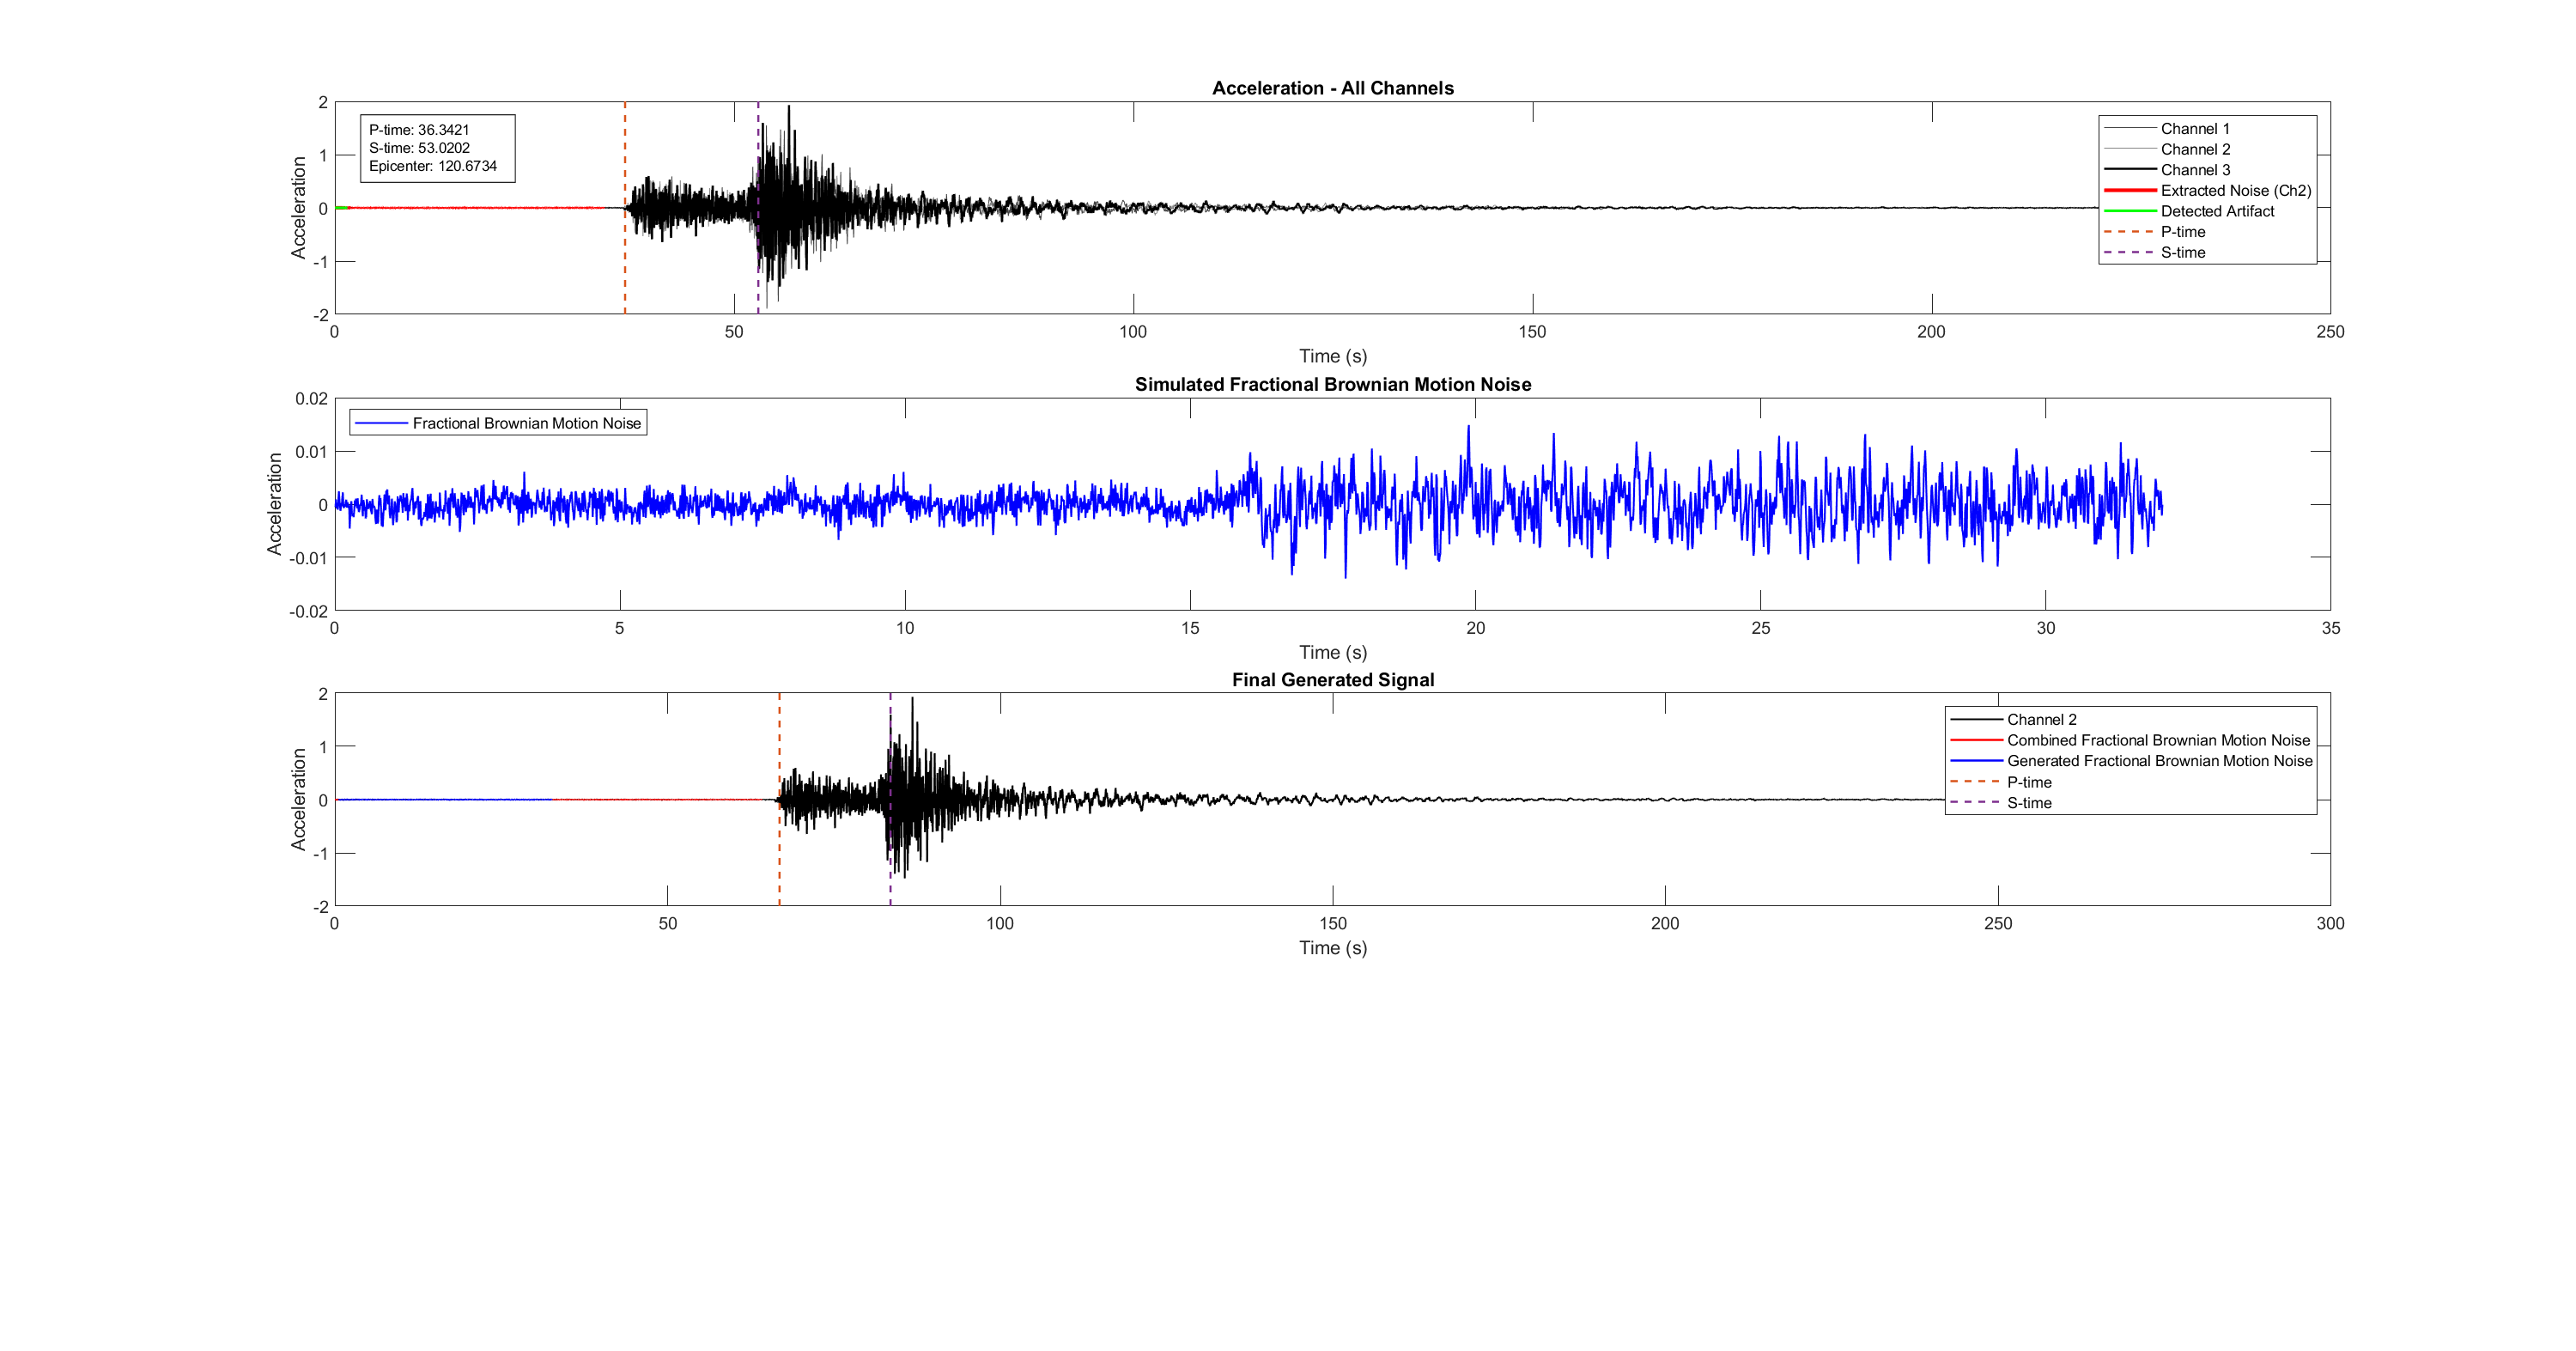 Acceleration - All Channels
2
1
0
-1
-2
Acceleration
P-time: 36.3421
S-time: 53.0202
Epicenter: 120.6734
Channel 1
Channel 2
Channel 3
Extracted Noise (Ch2)
Detected Artifact
P-time
S-time
0 50 100 150 200 250
Time (s)
Simulated Fractional Brownian Motion Noise
0.02
0.01
0
-0.01
-0.02
Acceleration
Fractional Brownian Motion Noise
0 5 10 15 20 25 30 35
Time (s)
Final Generated Signal
2
1
0
-1
-2
Acceleration
Channel 2
Combined Fractional Brownian Motion Noise
Generated Fractional Brownian Motion Noise
P-time
S-time
0 50 100 150 200 250 300
Time (s)